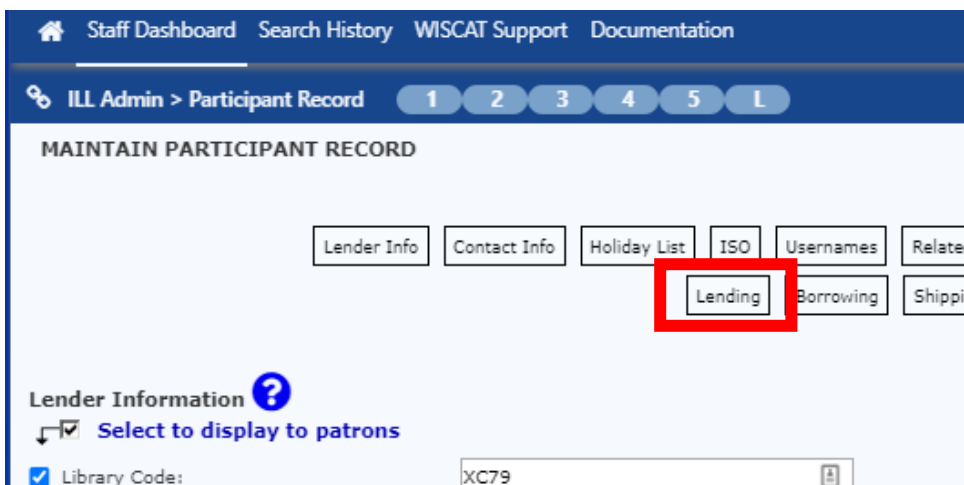 Staff Dashboard Search History WISCAT Support Documentation
ILL Admin > Participant Record 1 2 3 4 5 L
MAINTAIN PARTICIPANT RECORD
Lender Info Contact Info Holiday List ISO Usernames Relate
Lending Borrowing Shippi
Lender Information ?
Select to display to patrons
Library Code: XC79